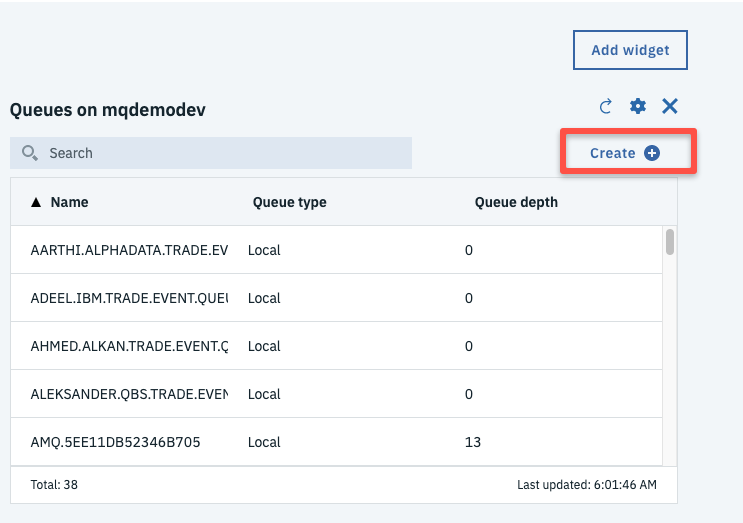 Add widget
Queues on mqdemodev
Search
Create
Name Queue type Queue depth
AARTHI.ALPHADATA.TRADE.EV Local 0
ADEEL.IBM.TRADE.EVENT.QUEU Local 0
AHMED.ALKAN.TRADE.EVENT.Q Local 0
ALEKSANDER.QBS.TRADE.EVEN Local 0
AMQ.5EE11DB52346B705 Local 13
Total: 38 Last updated: 6:01:46 AM